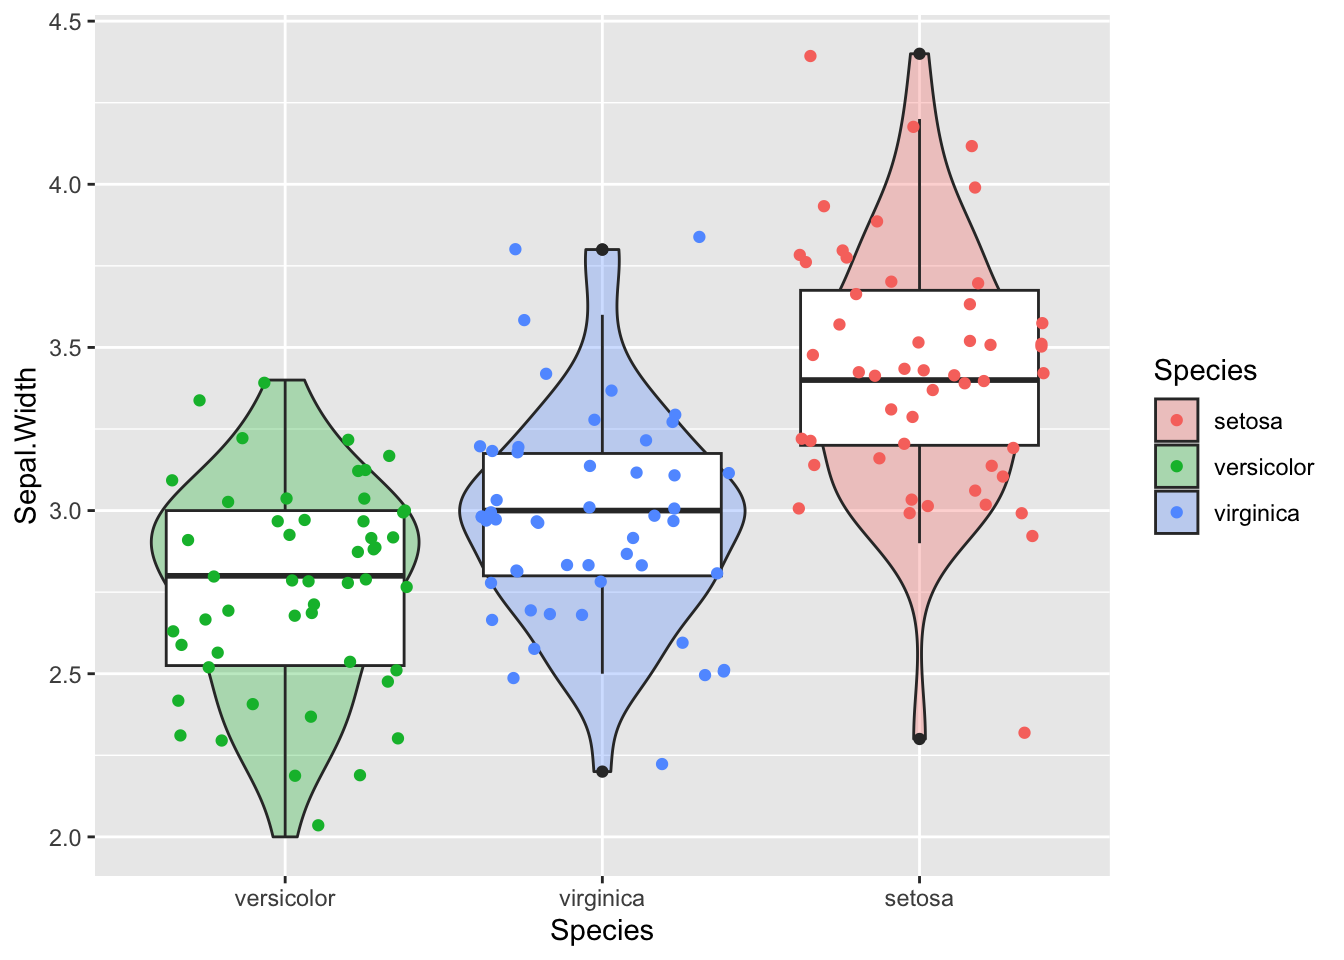 4.5
4.0
3.5
3.0
2.5
2.0
Sepal.Width
versicolor
virginica
setosa
Species
Species
setosa
versicolor
virginica